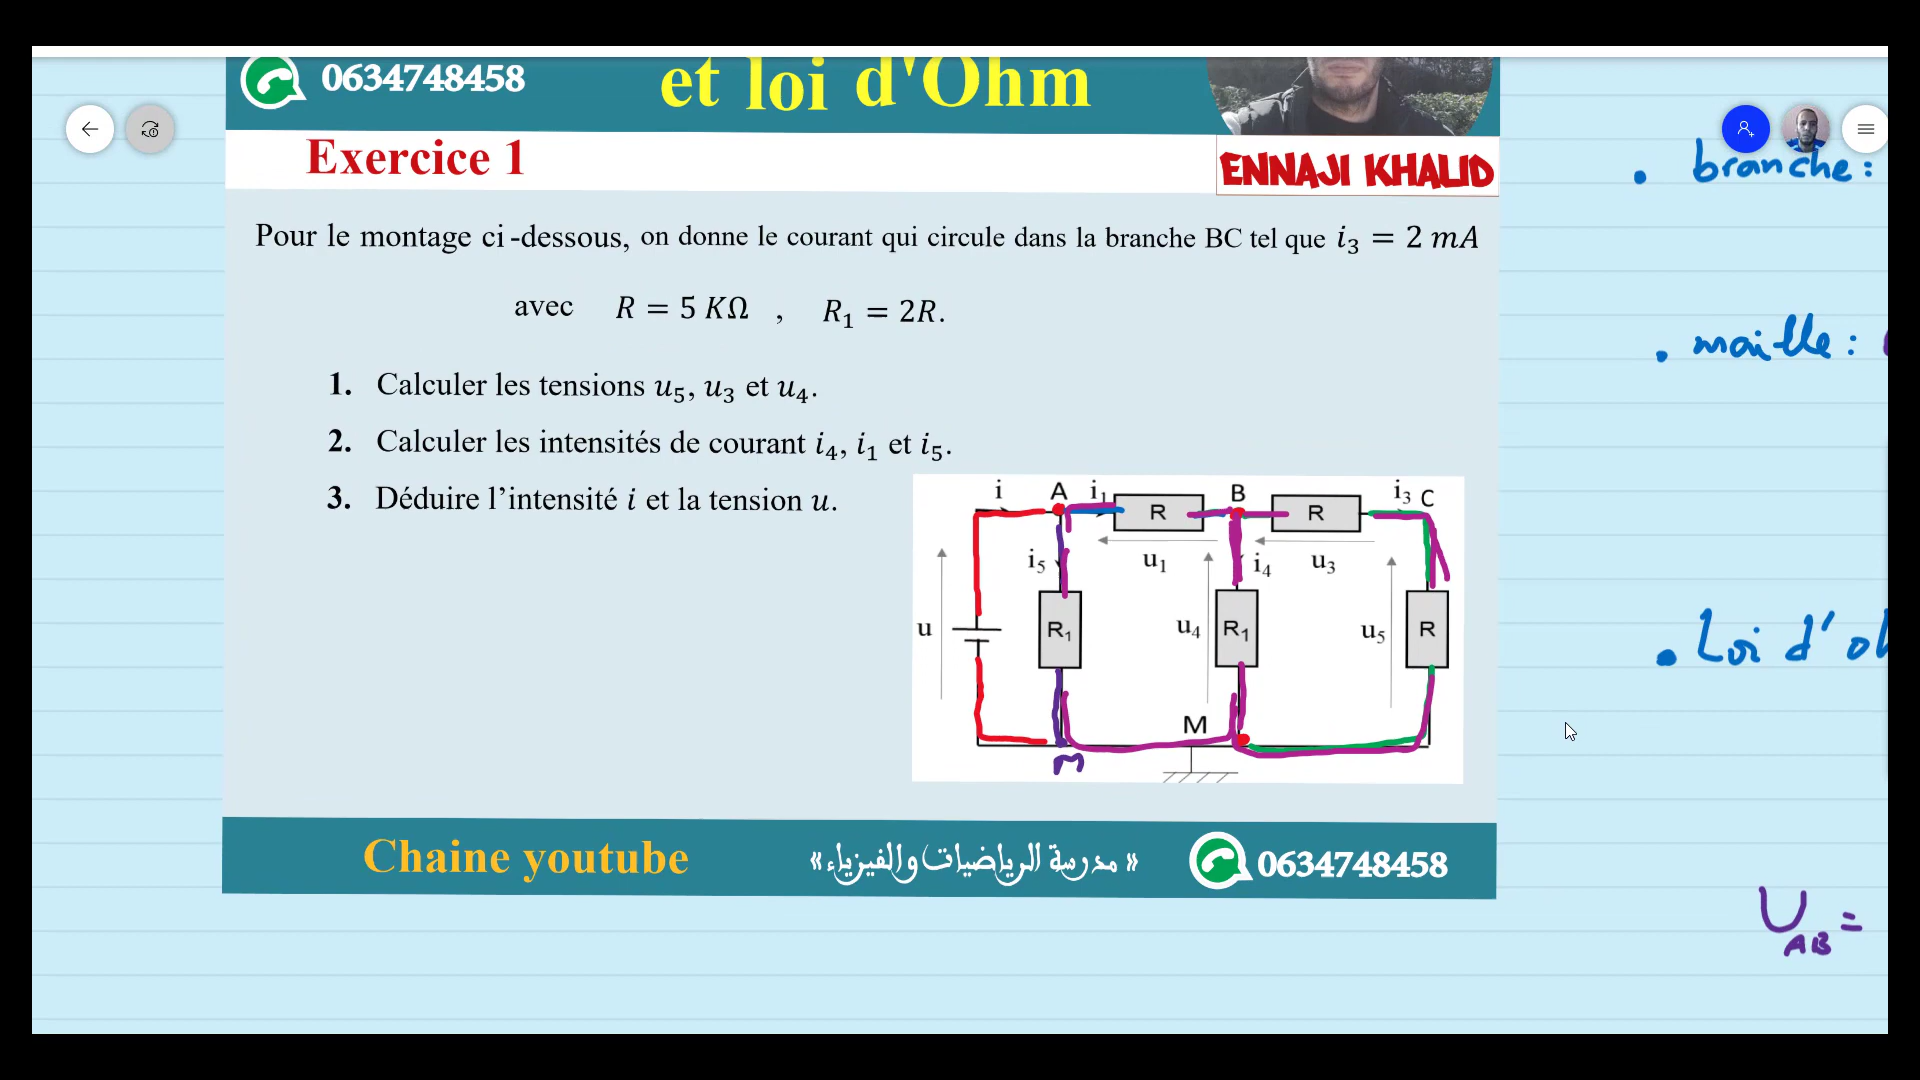 0634748458
et loi d'Ohm
Exercice 1
ENNAJI KHALID
Pour le montage ci-dessous, on donne le courant qui circule dans la branche BC tel que i₃ = 2 mA
avec R = 5 KΩ , R₁ = 2R.
1. Calculer les tensions u₅, u₃ et u₄.
2. Calculer les intensités de courant i₄, i₁ et i₅.
3. Déduire l'intensité i et la tension u.
i A i₁ B i₃ C
R R
i₅ u₁ i₄ u₃
u R₁ u₄ R₁ u₅ R
M
m
Chaine youtube
« مدرسة الرياضيات والفيزياء »
0634748458
• branche :
• maille :
• Loi d'
U_AB =